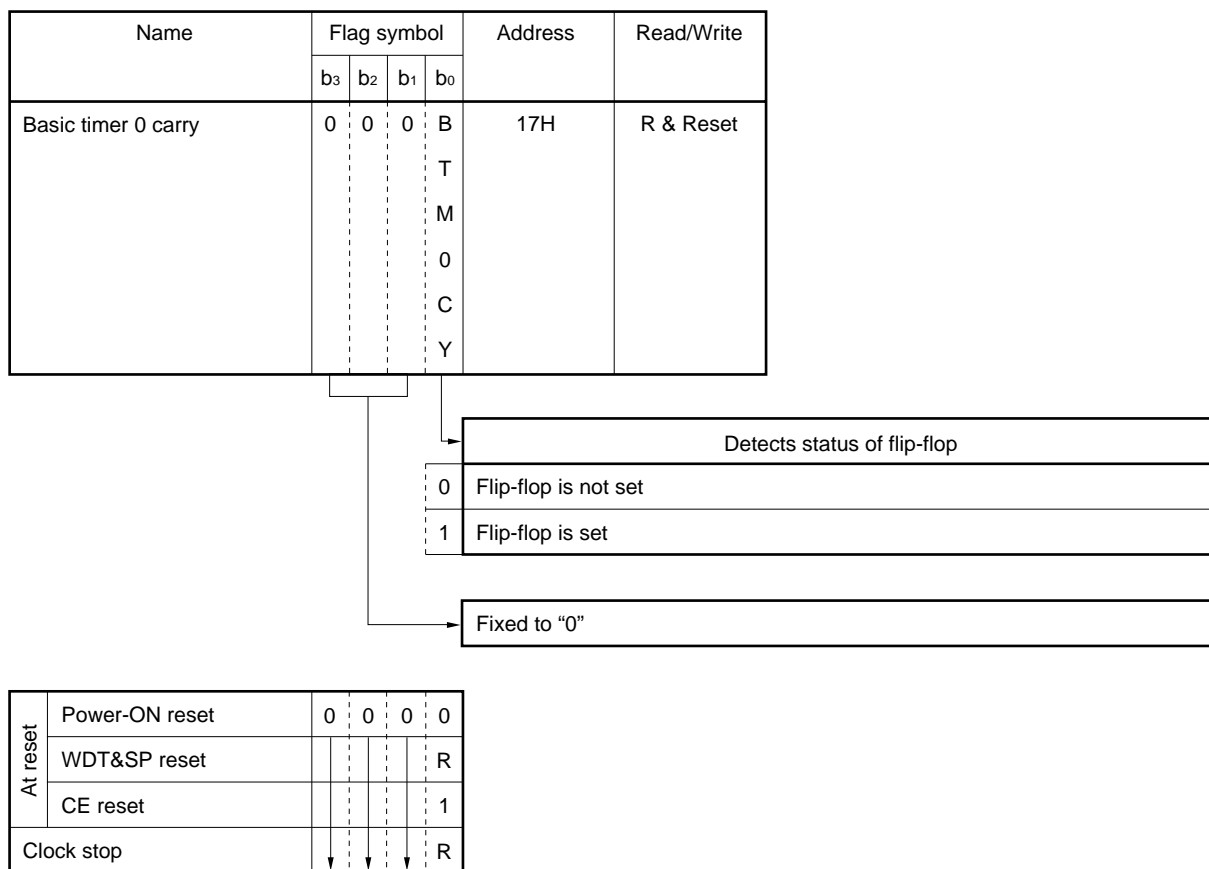 Name Flag symbol Address Read/Write
b3 b2 b1 b0
Basic timer 0 carry 0 0 0 B 17H R & Reset
T
M
0
C
Y
Detects status of flip-flop
0 Flip-flop is not set
1 Flip-flop is set
Fixed to “0”
At reset
Power-ON reset 0 0 0 0
WDT&SP reset R
CE reset 1
Clock stop R